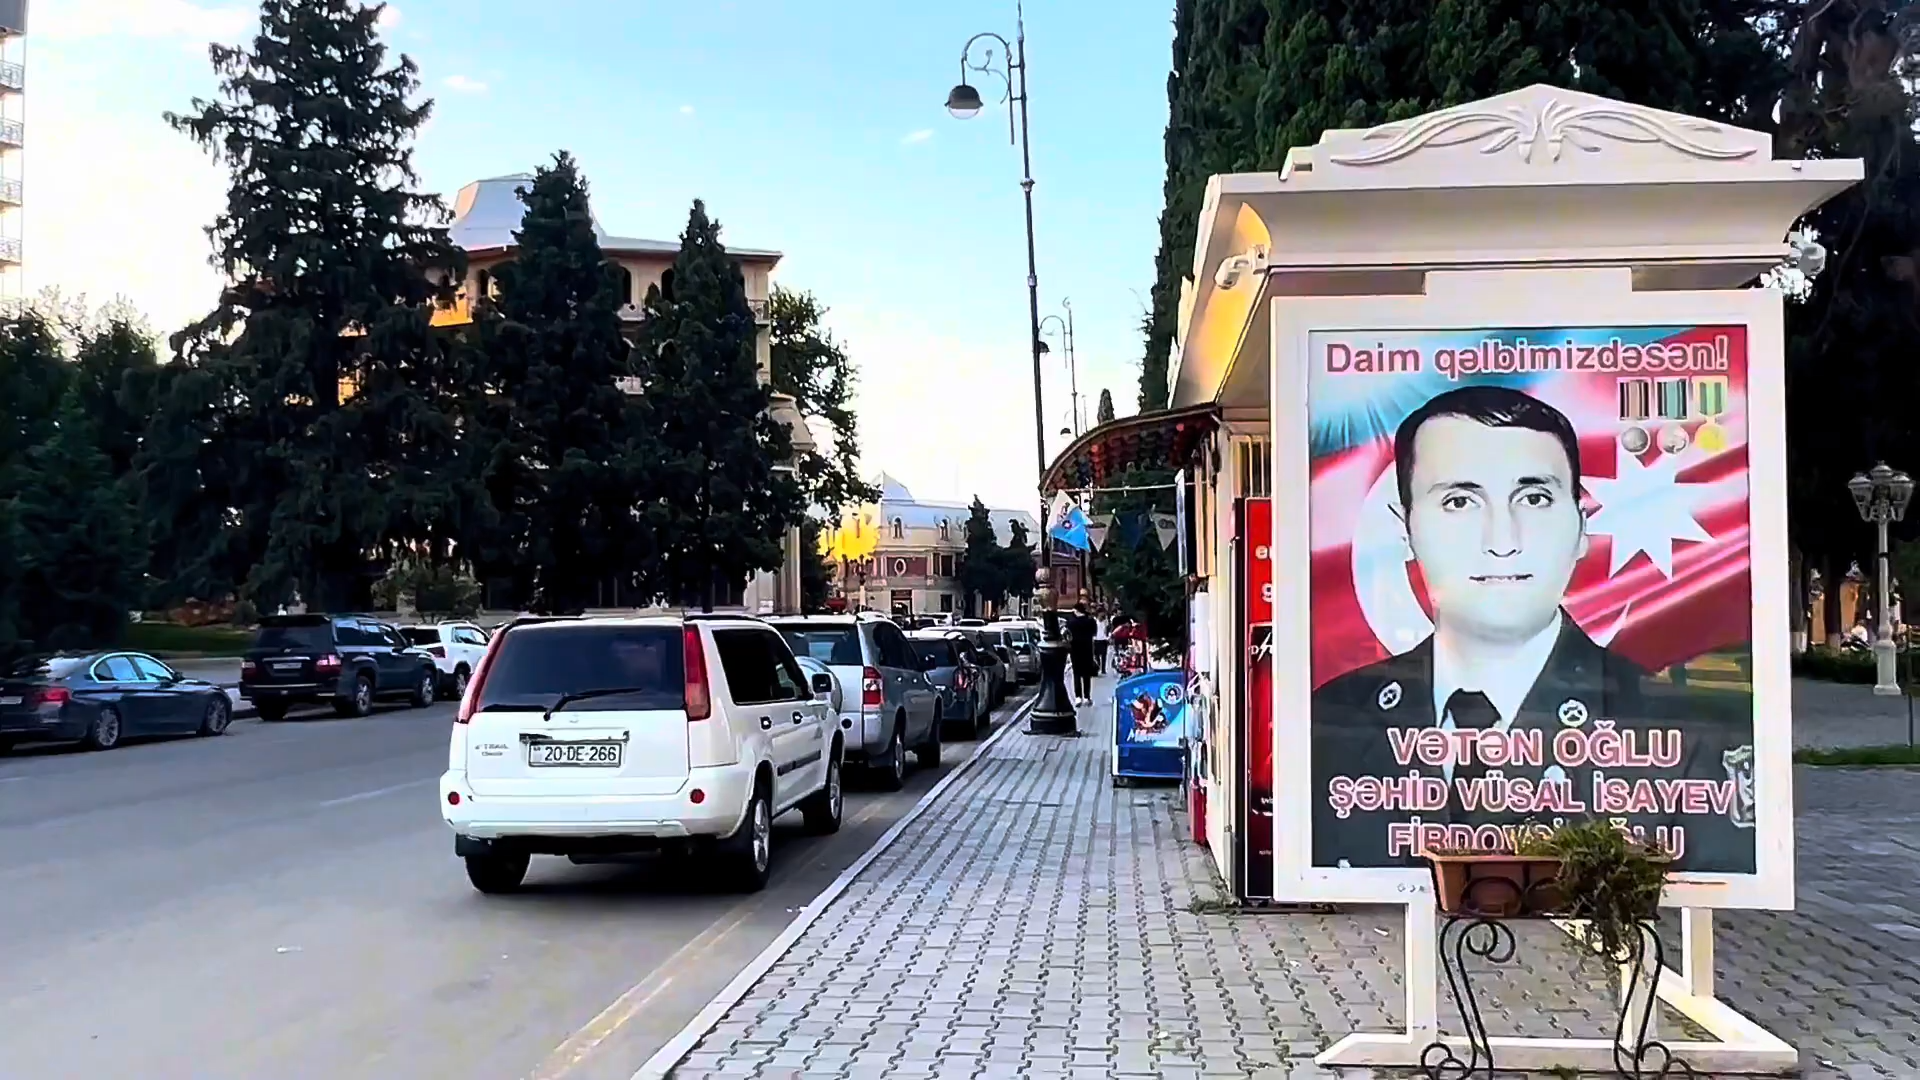 Daim qəlbimizdəsən!
VƏTƏN OĞLU
ŞƏHİD VÜSAL İSAYEV
20-DE-266